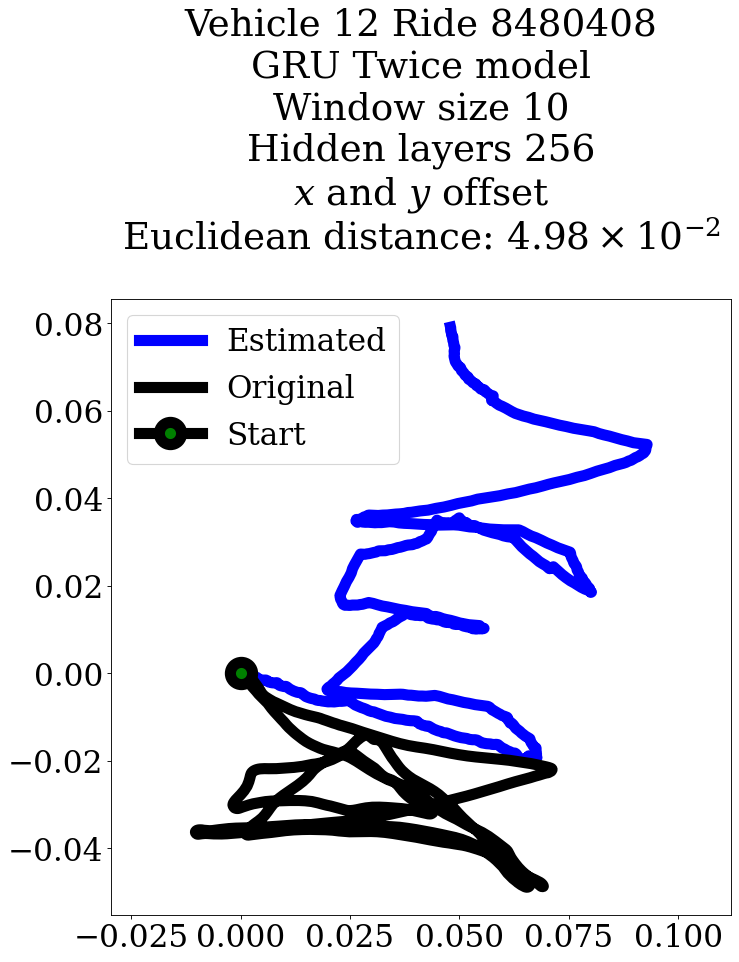 Vehicle 12 Ride 8480408
GRU Twice model
Window size 10
Hidden layers 256
x and y offset
Euclidean distance: 4.98 × 10⁻²
0.08
Estimated
0.06
Original
Start
0.04
0.02
0.00
−0.02
−0.04
−0.025 0.000 0.025 0.050 0.075 0.100